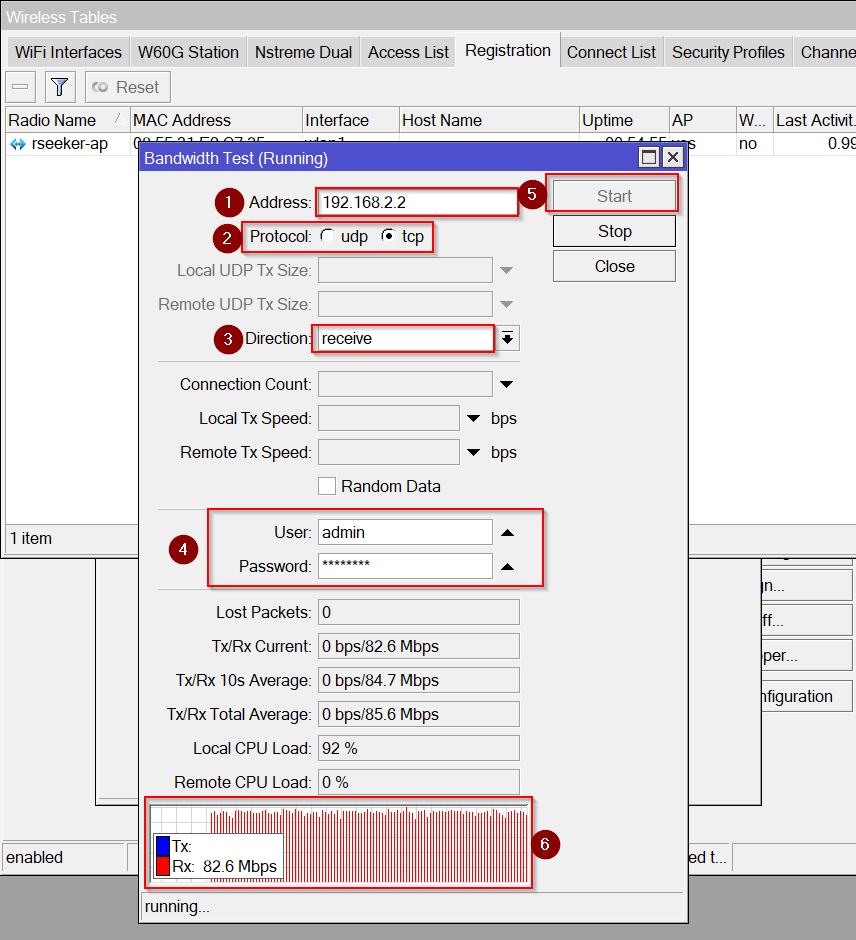 Wireless Tables
WiFi Interfaces W60G Station Nstreme Dual Access List Registration Connect List Security Profiles Channe
Reset
Radio Name MAC Address Interface Host Name Uptime AP W... Last Activit.
rseeker-ap no 0.99
Bandwidth Test (Running)
1 Address: 192.168.2.2 5 Start
2 Protocol: udp tcp Stop
Local UDP Tx Size: Close
Remote UDP Tx Size:
3 Direction: receive
Connection Count:
Local Tx Speed: bps
Remote Tx Speed: bps
Random Data
1 item
4 User: admin
Password: ********
Lost Packets: 0
Tx/Rx Current: 0 bps/82.6 Mbps
Tx/Rx 10s Average: 0 bps/84.7 Mbps
Tx/Rx Total Average: 0 bps/85.6 Mbps
Local CPU Load: 92 %
Remote CPU Load: 0 %
gn...
ff...
per...
nfiguration
Tx:
Rx: 82.6 Mbps
6
enabled ed t...
running...